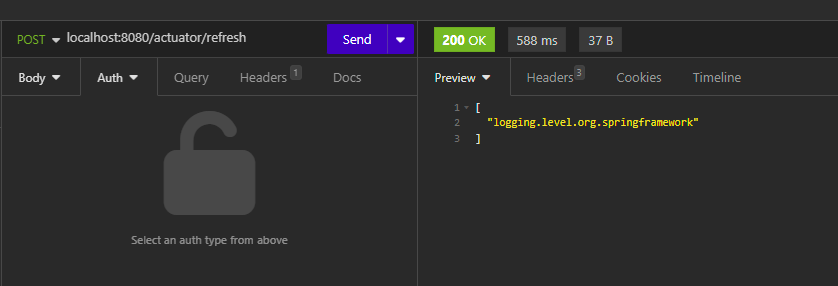 POST localhost:8080/actuator/refresh Send
200 OK 588 ms 37 B
Body Auth Query Headers 1 Docs
Preview Headers 3 Cookies Timeline
1 [
2 "logging.level.org.springframework"
3 ]
Select an auth type from above